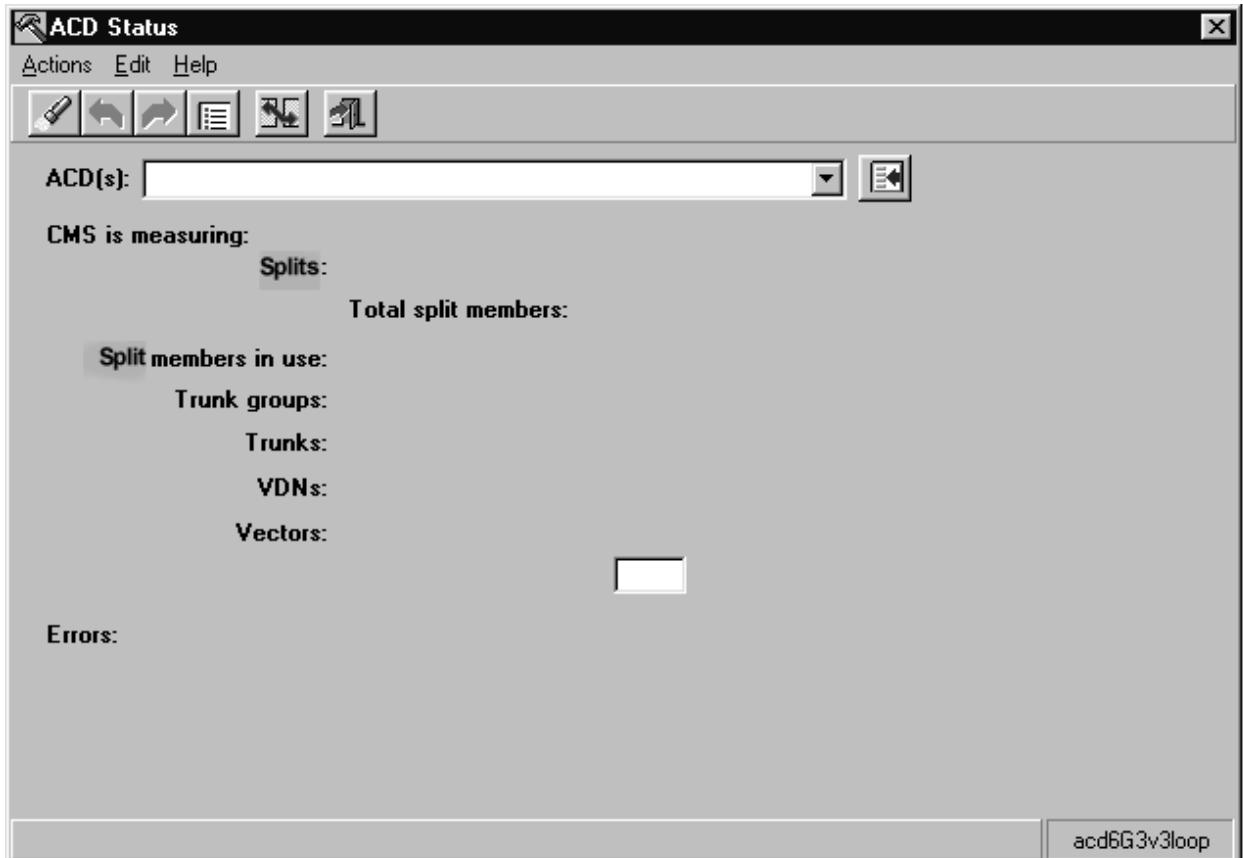 ACD Status
Actions Edit Help
ACD(s):
CMS is measuring:
Splits:
Total split members:
Split members in use:
Trunk groups:
Trunks:
VDNs:
Vectors:
Errors:
acd6G3v3loop